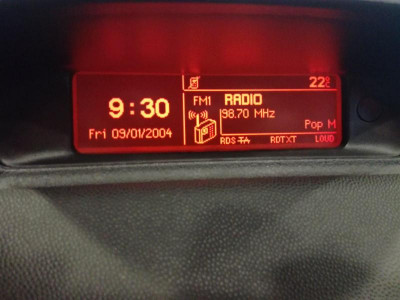 9:30
Fri 09/01/2004
22°C
FM1 RADIO
98.70 MHz
Pop M
RDS TA RDTXT LOUD